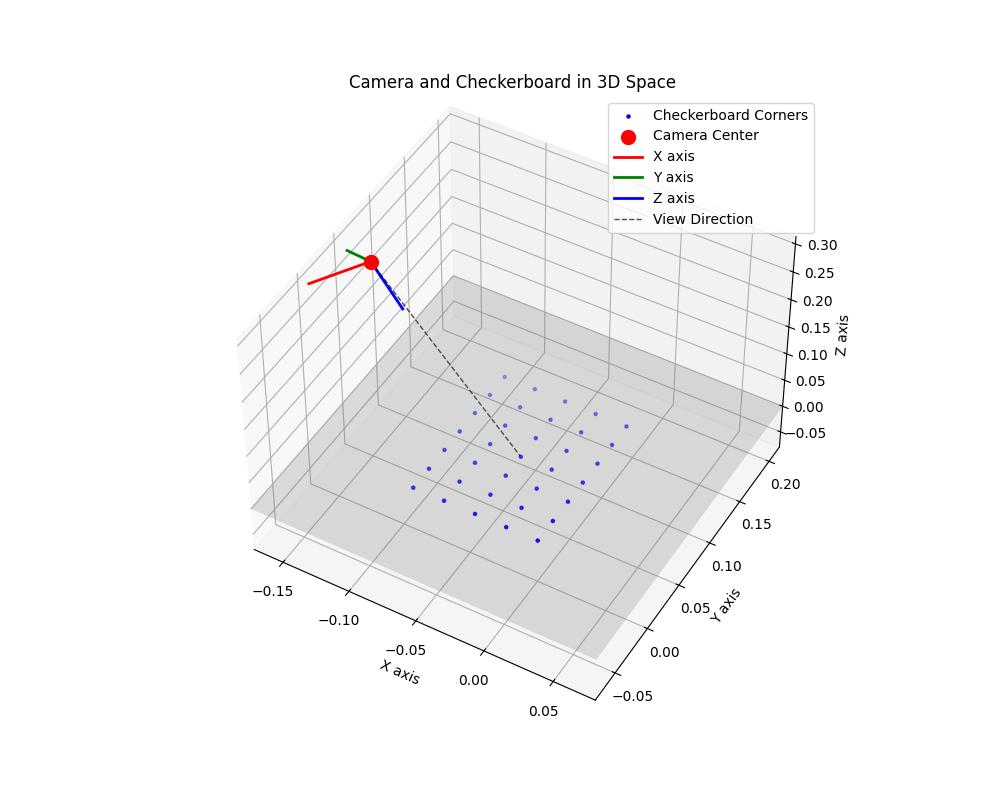 Camera and Checkerboard in 3D Space
Checkerboard Corners
Camera Center
X axis
Y axis
Z axis
View Direction
0.30
0.25
0.20
0.15
0.10
0.05
0.00
−0.05
Z axis
0.20
0.15
0.10
0.05
0.00
−0.05
Y axis
−0.15
−0.10
−0.05
0.00
0.05
X axis